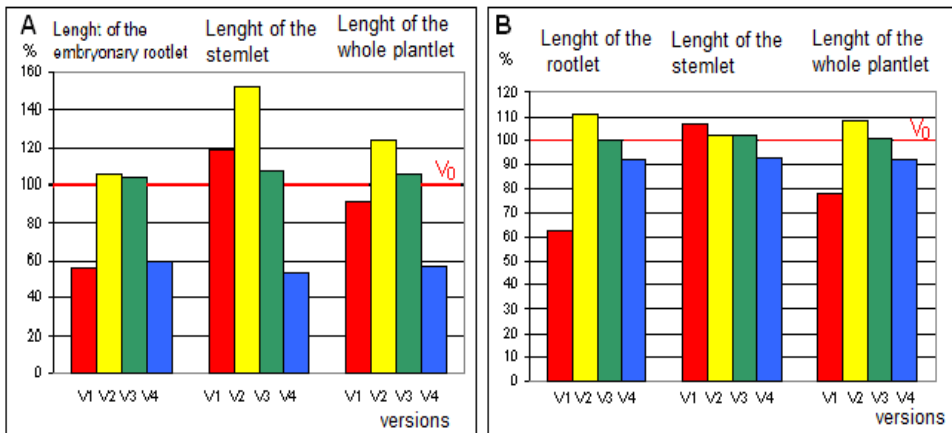 A
%
Lenght of the
embryonary rootlet
Lenght of the
stemlet
Lenght of the
whole plantlet
160
140
120
100
80
60
40
20
0
V0
V1 V2 V3 V4
V1 V2 V3 V4
V1 V2 V3 V4
versions
B
%
Lenght of the
rootlet
Lenght of the
stemlet
Lenght of the
whole plantlet
120
110
100
90
80
70
60
50
40
30
20
10
0
V0
V1 V2 V3 V4
V1 V2 V3 V4
V1 V2 V3 V4
versions